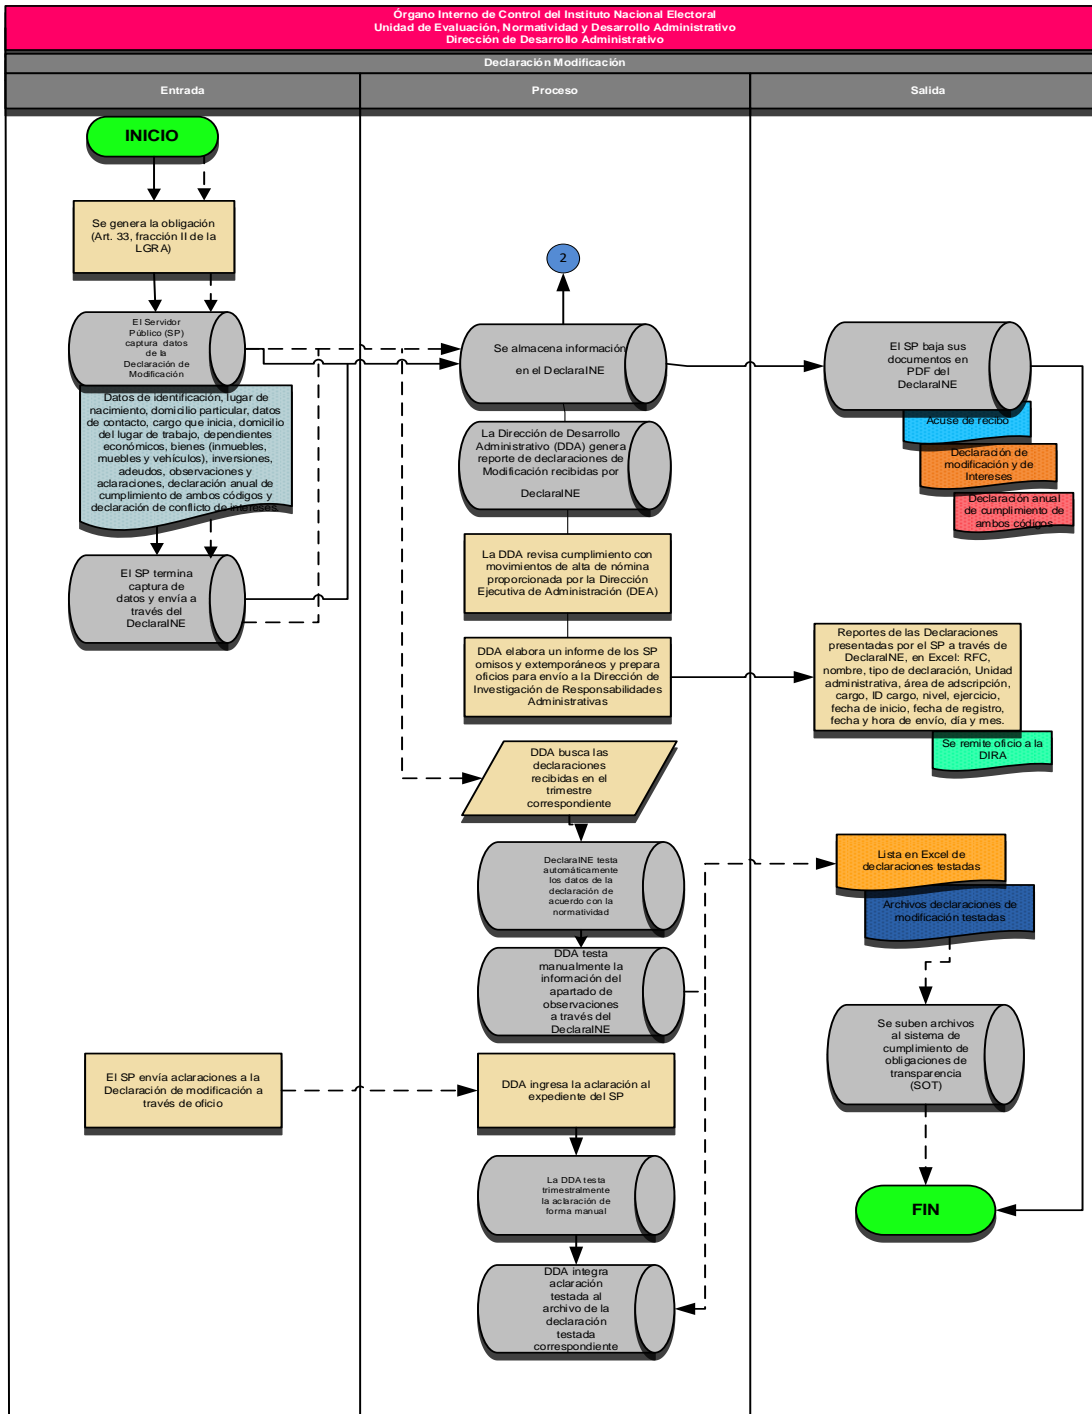 Órgano Interno de Control del Instituto Nacional Electoral
Unidad de Evaluación, Normatividad y Desarrollo Administrativo
Dirección de Desarrollo Administrativo
Declaración Modificación
Entrada
Proceso
Salida
INICIO
Se genera la obligación
(Art. 33, fracción II de la
LGRA)
El Servidor
Público (SP)
captura datos
de la
Declaración de
Modificación
Datos de identificación, lugar de
nacimiento, domicilio particular, datos
de contacto, cargo que inicia, domicilio
del lugar de trabajo, dependientes
económicos, bienes (inmuebles,
muebles y vehículos), inversiones,
adeudos, observaciones y
aclaraciones, declaración anual de
cumplimiento de ambos códigos y
declaración de conflicto de intereses.
El SP termina
captura de
datos y envía a
través del
DeclaraINE
El SP envía aclaraciones a la
Declaración de modificación a
través de oficio
2
Se almacena información
en el DeclaraINE
La Dirección de Desarrollo
Administrativo (DDA) genera
reporte de declaraciones de
Modificación recibidas por
DeclaraINE
La DDA revisa cumplimiento con
movimientos de alta de nómina
proporcionada por la Dirección
Ejecutiva de Administración (DEA)
DDA elabora un informe de los SP
omisos y extemporáneos y prepara
oficios para envío a la Dirección de
Investigación de Responsabilidades
Administrativas
DDA busca las
declaraciones
recibidas en el
trimestre
correspondiente
DeclaraINE testa
automáticamente
los datos de la
declaración de
acuerdo con la
normatividad
DDA testa
manualmente la
información del
apartado de
observaciones
a través del
DeclaraINE
DDA ingresa la aclaración al
expediente del SP
La DDA testa
trimestralmente
la aclaración de
forma manual
DDA integra
aclaración
testada al
archivo de la
declaración
testada
correspondiente
El SP baja sus
documentos en
PDF del
DeclaraINE
Acuse de recibo
Declaración de
modificación y de
Intereses
Declaración anual
de cumplimiento de
ambos códigos
Reportes de las Declaraciones
presentadas por el SP a través de
DeclaraINE, en Excel: RFC,
nombre, tipo de declaración, Unidad
administrativa, área de adscripción,
cargo, ID cargo, nivel, ejercicio,
fecha de inicio, fecha de registro,
fecha y hora de envío, día y mes.
Se remite oficio a la
DIRA
Lista en Excel de
declaraciones testadas
Archivos declaraciones de
modificación testadas
Se suben archivos
al sistema de
cumplimiento de
obligaciones de
transparencia
(SOT)
FIN